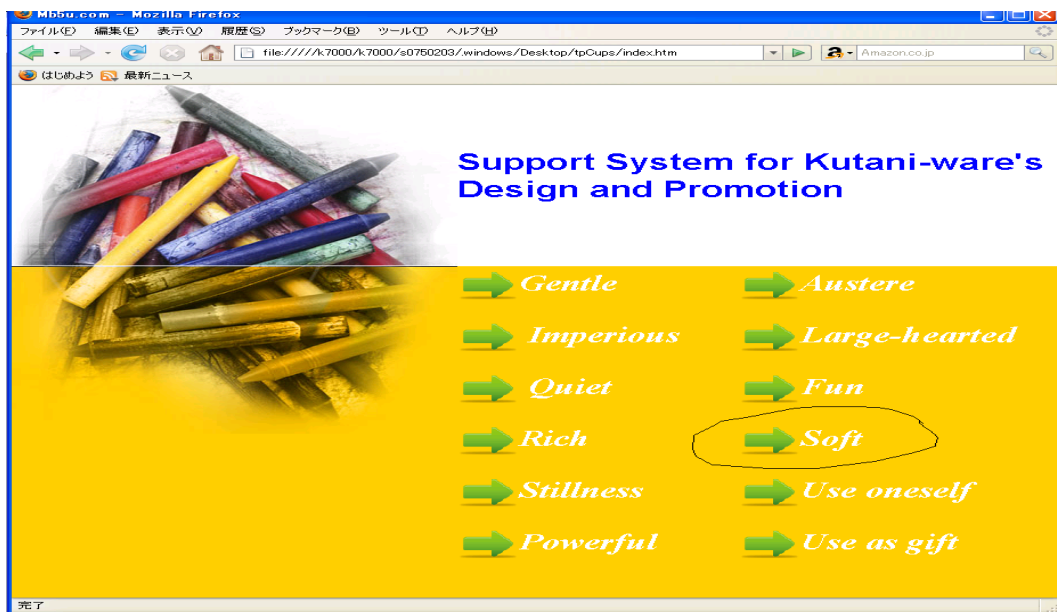 Mb5u.com - Mozilla Firefox
ファイル(F) 編集(E) 表示(V) 履歴(S) ブックマーク(B) ツール(T) ヘルプ(H)
file://///k7000/k7000/s0750203/.windows/Desktop/tpCups/index.htm
Amazon.co.jp
はじめよう 最新ニュース
Support System for Kutani-ware's
Design and Promotion
Gentle Austere
Imperious Large-hearted
Quiet Fun
Rich Soft
Stillness Use oneself
Powerful Use as gift
完了